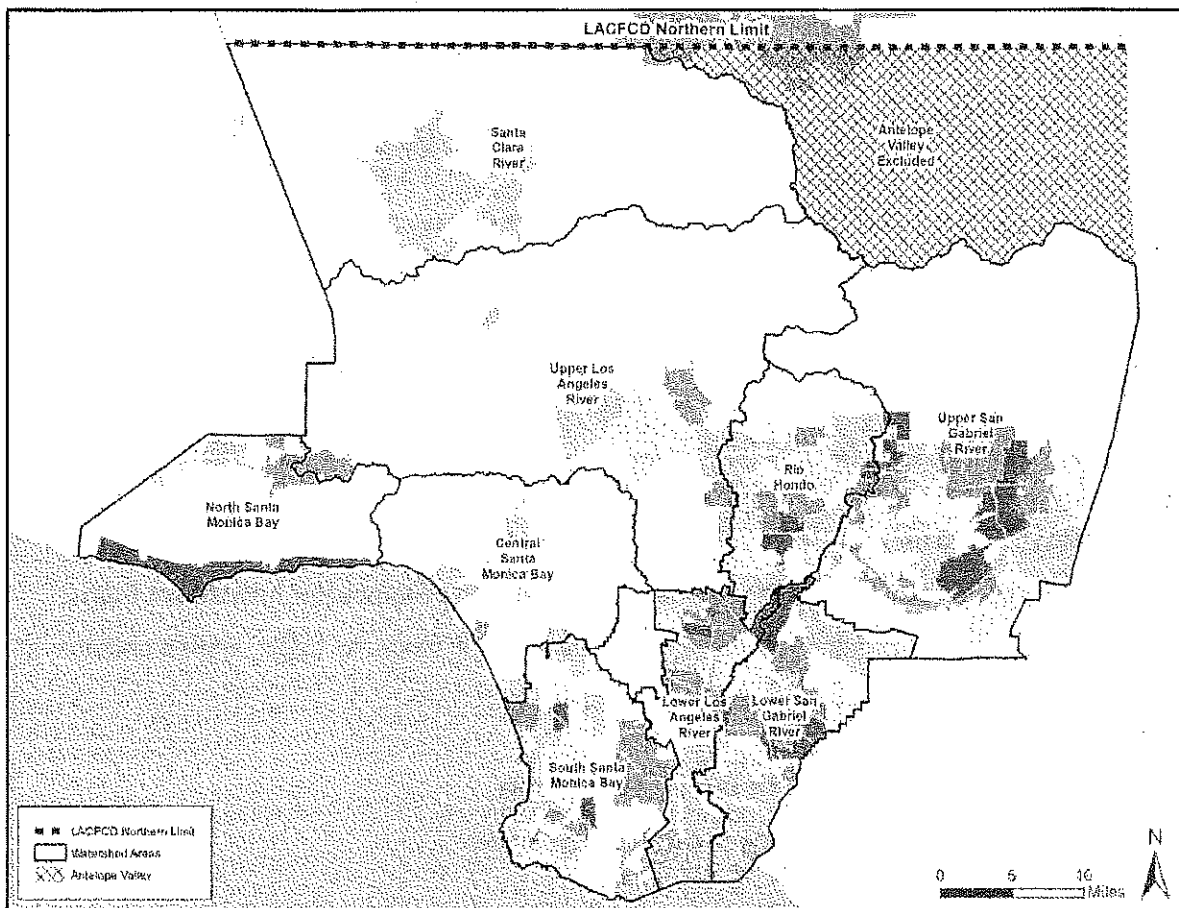 LACFCD Northern Limit
Santa
Clara
River
Antelope
Valley
Excluded
Upper Los
Angeles
River
Upper San
Gabriel
River
Rio
Hondo
North Santa
Monica Bay
Central
Santa
Monica Bay
Lower Los
Angeles
River
Lower San
Gabriel
River
South Santa
Monica Bay
LACFCD Northern Limit
Watershed Areas
Antelope Valley
N
0 5 10
Miles